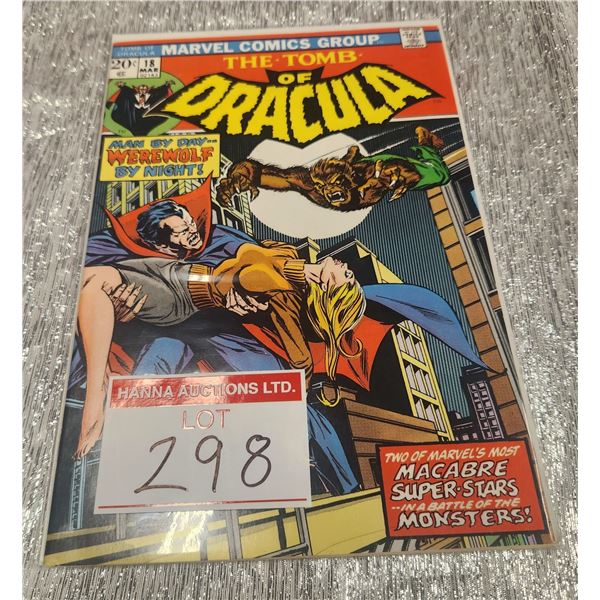 TOMB OF
DRACULA
MARVEL COMICS GROUP
20¢
18
MAR
THE TOMB
OF
DRACULA
MAN BY DAY--
WEREWOLF
BY NIGHT!
HANNA AUCTIONS LTD.
LOT
298
TWO OF MARVEL'S MOST
MACABRE
SUPER-STARS
--IN A BATTLE OF THE
MONSTERS!